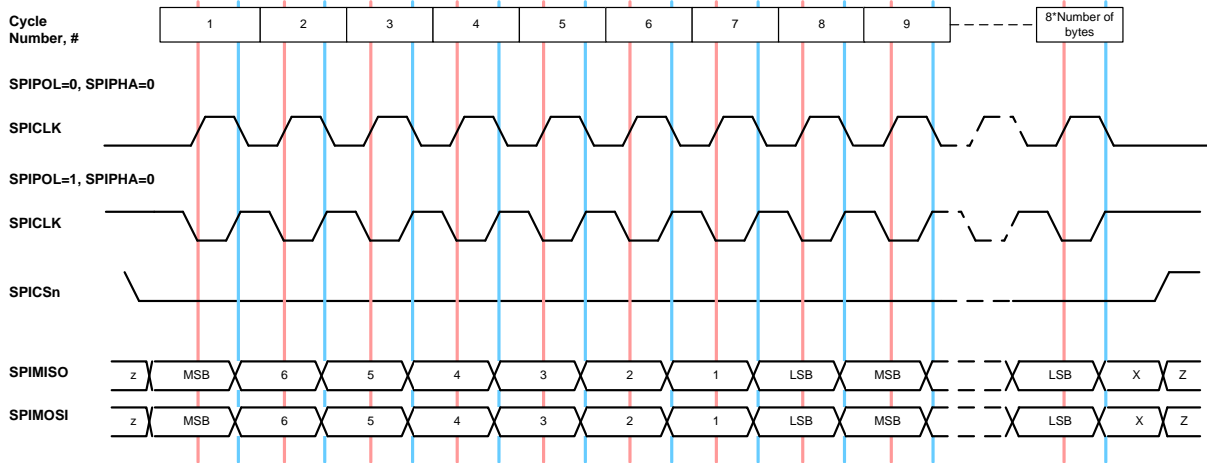 Cycle
Number, #
1 2 3 4 5 6 7 8 9
8*Number of
bytes
SPIPOL=0, SPIPHA=0
SPICLK
SPIPOL=1, SPIPHA=0
SPICLK
SPICSn
SPIMISO z MSB 6 5 4 3 2 1 LSB MSB LSB X Z
SPIMOSI z MSB 6 5 4 3 2 1 LSB MSB LSB X Z